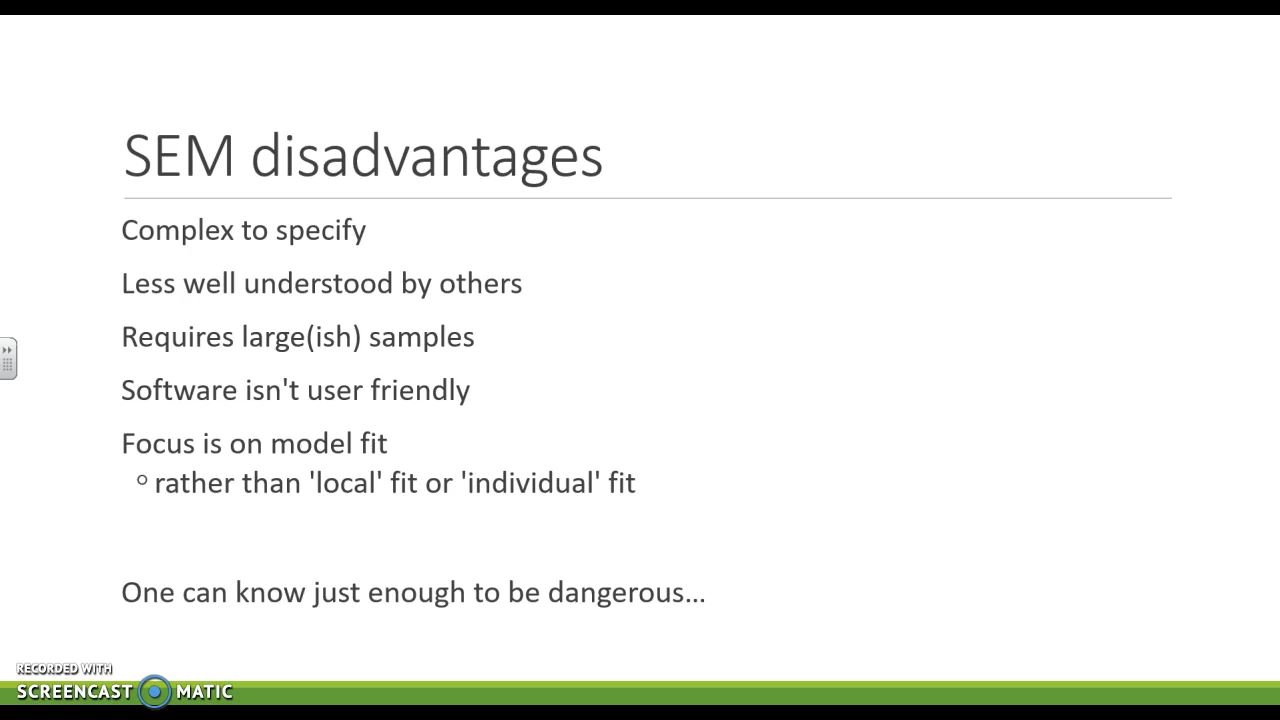 SEM disadvantages
Complex to specify
Less well understood by others
Requires large(ish) samples
Software isn't user friendly
Focus is on model fit
rather than 'local' fit or 'individual' fit
One can know just enough to be dangerous...
RECORDED WITH
SCREENCAST MATIC